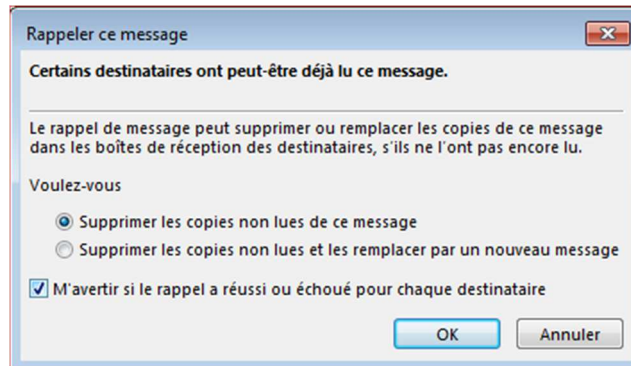 Rappeler ce message
Certains destinataires ont peut-être déjà lu ce message.
Le rappel de message peut supprimer ou remplacer les copies de ce message
dans les boîtes de réception des destinataires, s'ils ne l'ont pas encore lu.
Voulez-vous
Supprimer les copies non lues de ce message
Supprimer les copies non lues et les remplacer par un nouveau message
M'avertir si le rappel a réussi ou échoué pour chaque destinataire
OK Annuler